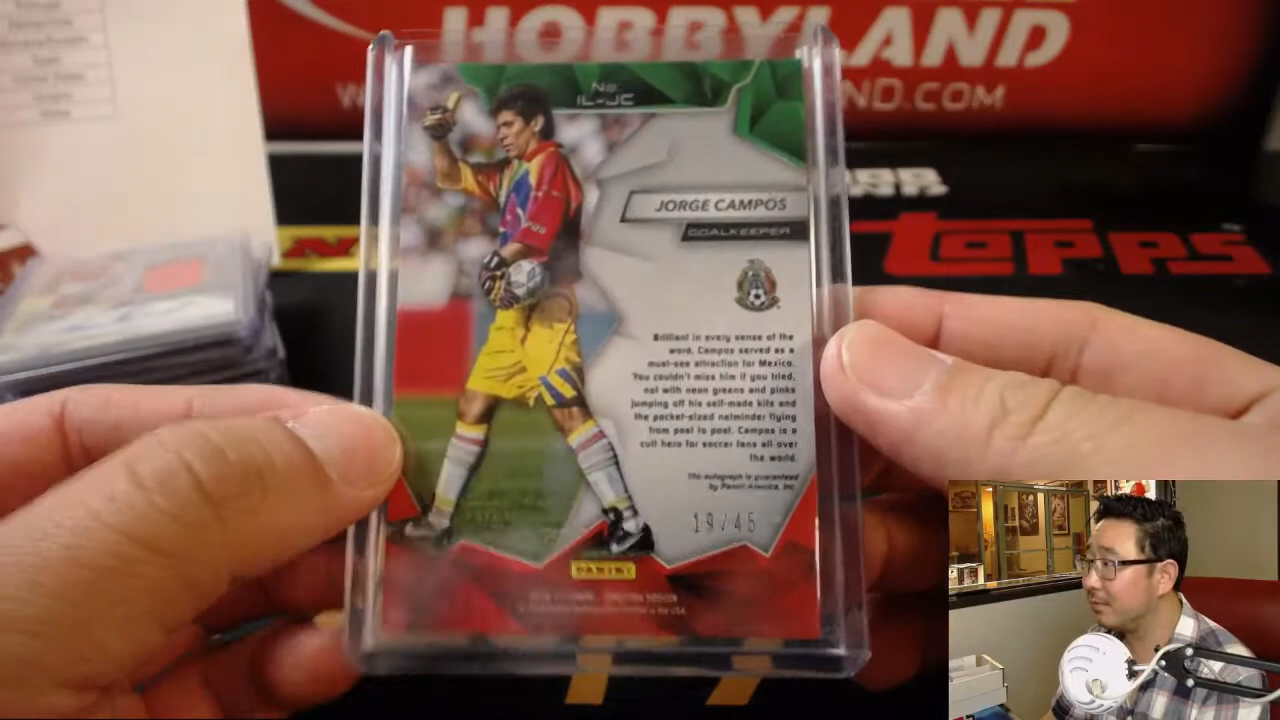 HOBBYLAND
ND.COM
TOPPS
No.
IL-JC
JORGE CAMPOS
GOALKEEPER
Brilliant in every sense of the
word, Campos served as a
must-see attraction for Mexico.
You couldn't miss him if you tried,
not with neon greens and pinks
jumping off his self-made kits and
the pocket-sized netminder flying
from post to post. Campos is a
cult hero for soccer fans all over
the world.
This autograph is guaranteed
by Panini America, Inc.
19/45
PANINI